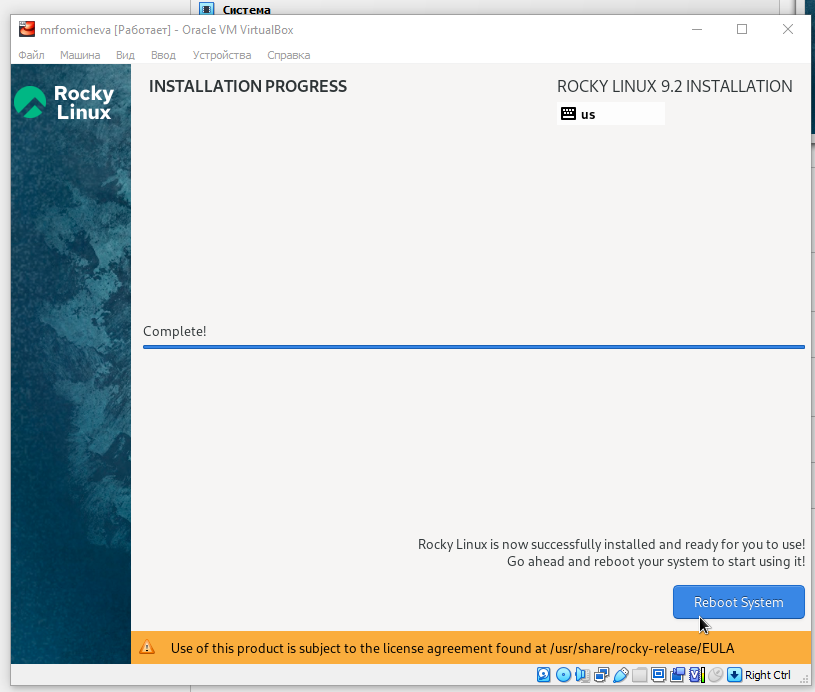 Система
mrfomicheva [Работает] - Oracle VM VirtualBox
Файл Машина Вид Ввод Устройства Справка
Rocky
Linux
INSTALLATION PROGRESS
ROCKY LINUX 9.2 INSTALLATION
us
Complete!
Rocky Linux is now successfully installed and ready for you to use!
Go ahead and reboot your system to start using it!
Reboot System
Use of this product is subject to the license agreement found at /usr/share/rocky-release/EULA
Right Ctrl